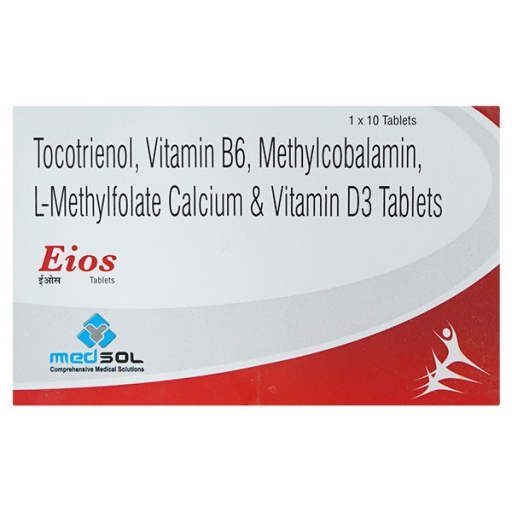 1 x 10 Tablets
Tocotrienol, Vitamin B6, Methylcobalamin,
L-Methylfolate Calcium & Vitamin D3 Tablets
Eios
ईओस Tablets
medSOL
Comprehensive Medical Solutions